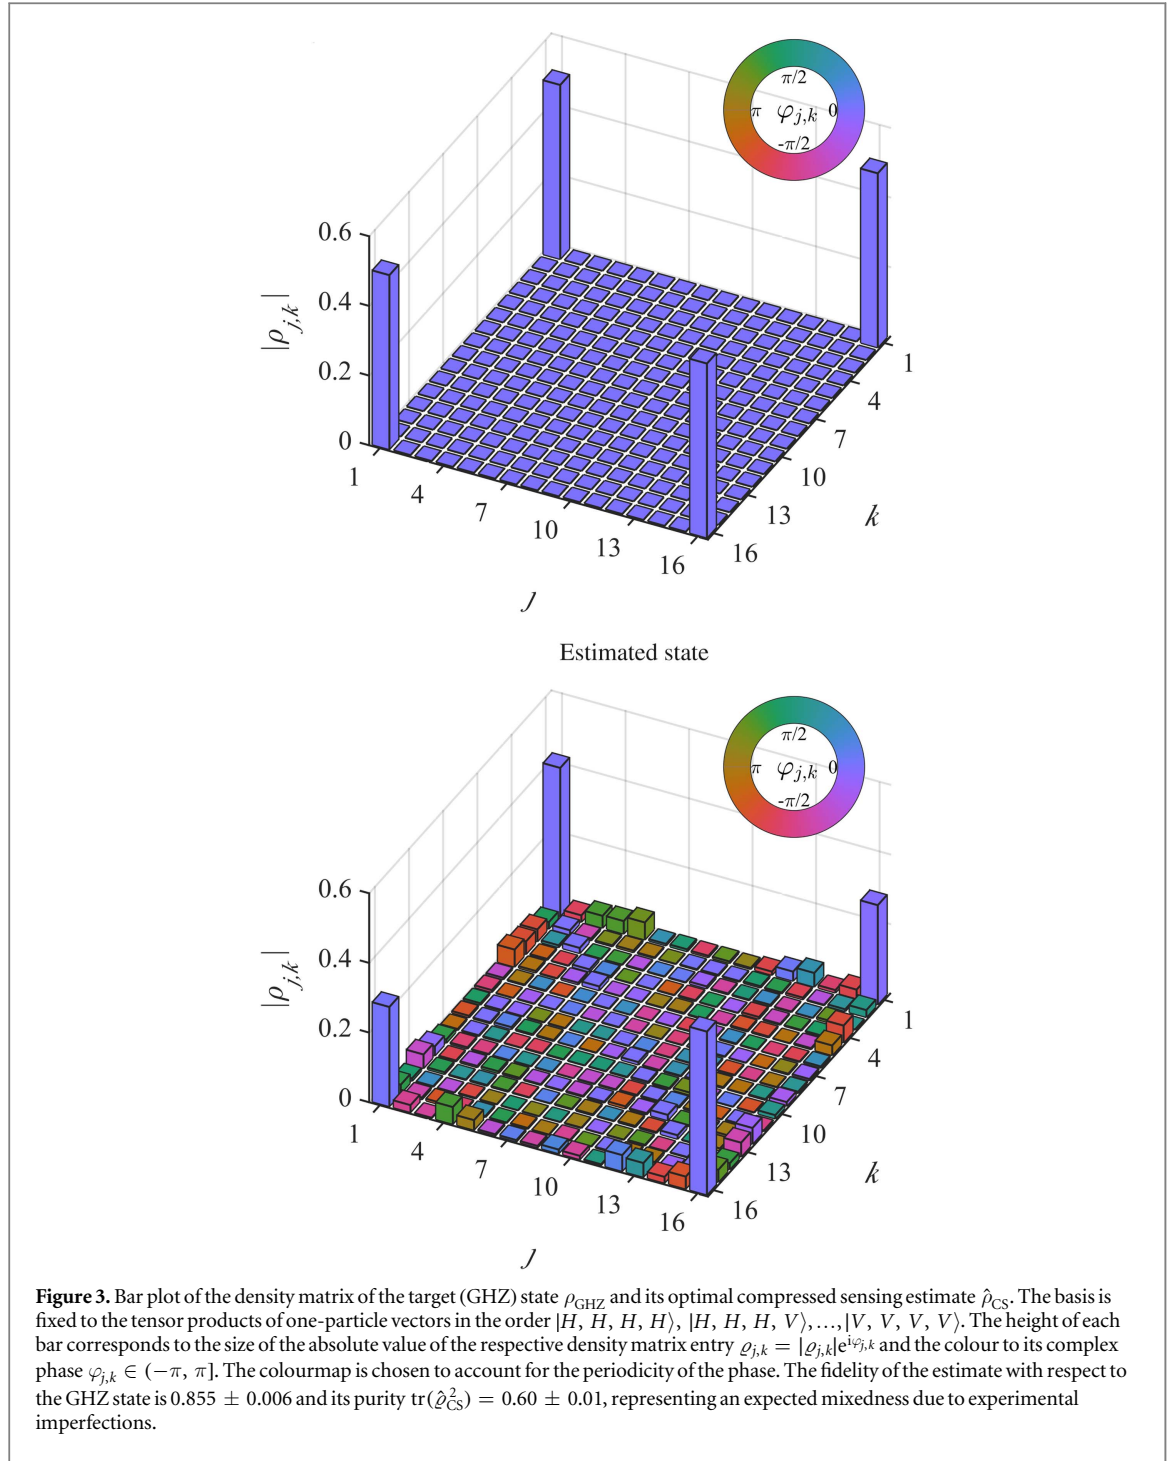 π/2
π φj,k 0
-π/2
0.6
0.4
0.2
0
|ρj,k|
1
4
7
10
13
16
1
4
7
10
13
16
k
J
Estimated state
π/2
π φj,k 0
-π/2
0.6
0.4
0.2
0
|ρj,k|
1
4
7
10
13
16
1
4
7
10
13
16
k
J
Figure 3. Bar plot of the density matrix of the target (GHZ) state ρGHZ and its optimal compressed sensing estimate ρ̂CS. The basis is
fixed to the tensor products of one-particle vectors in the order |H, H, H, H⟩, |H, H, H, V⟩,...,|V, V, V, V⟩. The height of each
bar corresponds to the size of the absolute value of the respective density matrix entry ϱj,k = |ϱj,k|e^iφj,k and the colour to its complex
phase φj,k ∈ (−π, π]. The colourmap is chosen to account for the periodicity of the phase. The fidelity of the estimate with respect to
the GHZ state is 0.855 ± 0.006 and its purity tr(ϱ̂²CS) = 0.60 ± 0.01, representing an expected mixedness due to experimental
imperfections.